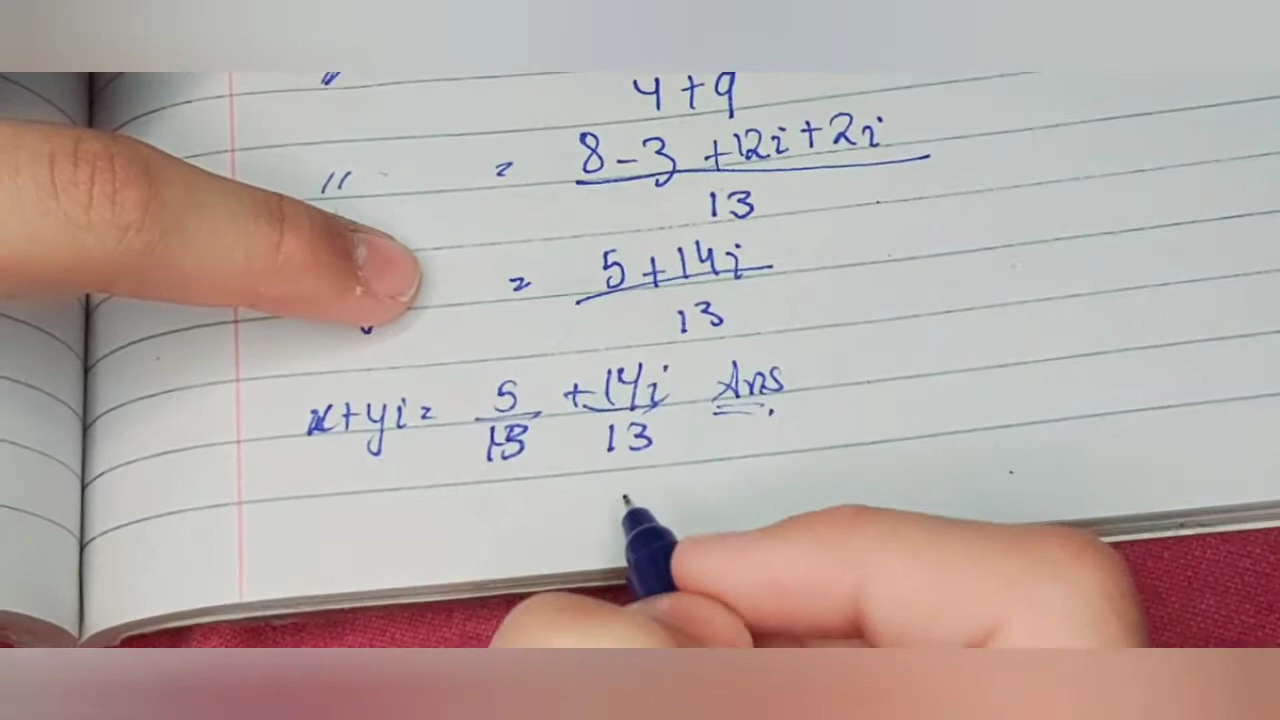 " 4+9
" = 8-3+12i+2i
13
= 5+14i
13
x+yi= 5/13 +14i/13 Ans.